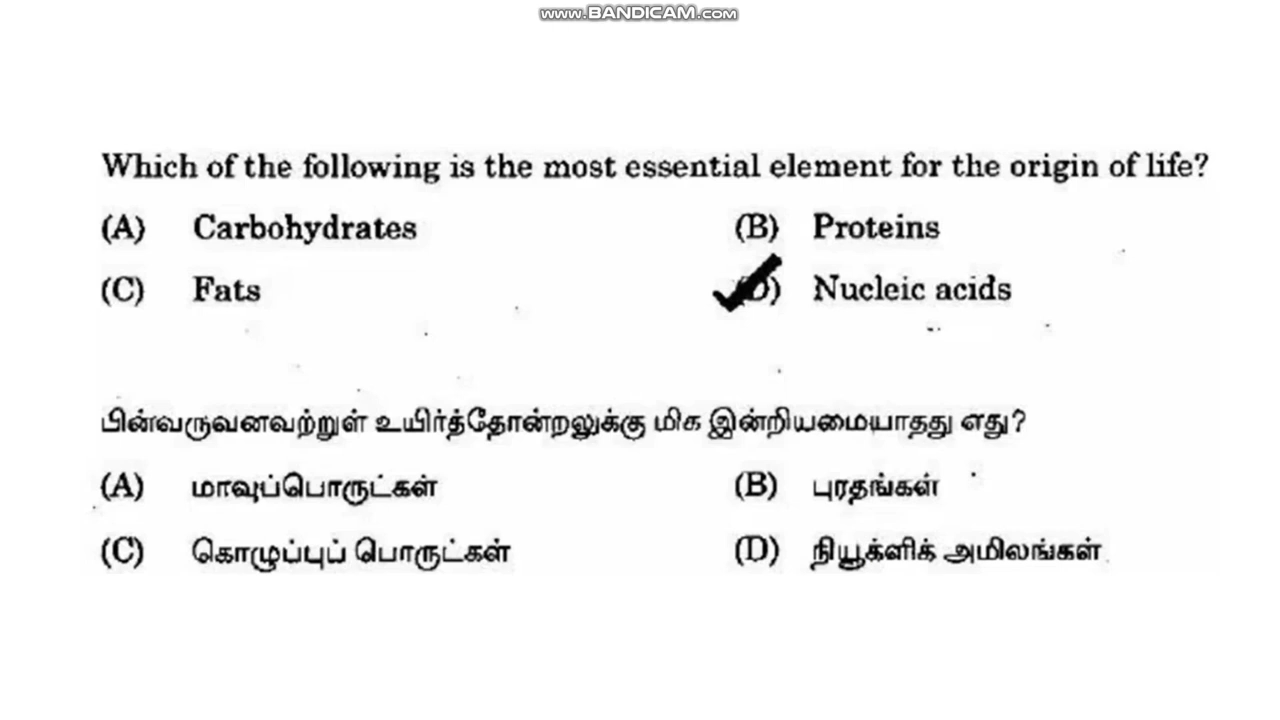 www.BANDICAM.com
Which of the following is the most essential element for the origin of life?
(A) Carbohydrates (B) Proteins
(C) Fats (D) Nucleic acids
பின்வருவனவற்றுள் உயிர்த்தோன்றலுக்கு மிக இன்றியமையாதது எது?
(A) மாவுப்பொருட்கள் (B) புரதங்கள்
(C) கொழுப்புப் பொருட்கள் (D) நியூக்ளிக் அமிலங்கள்